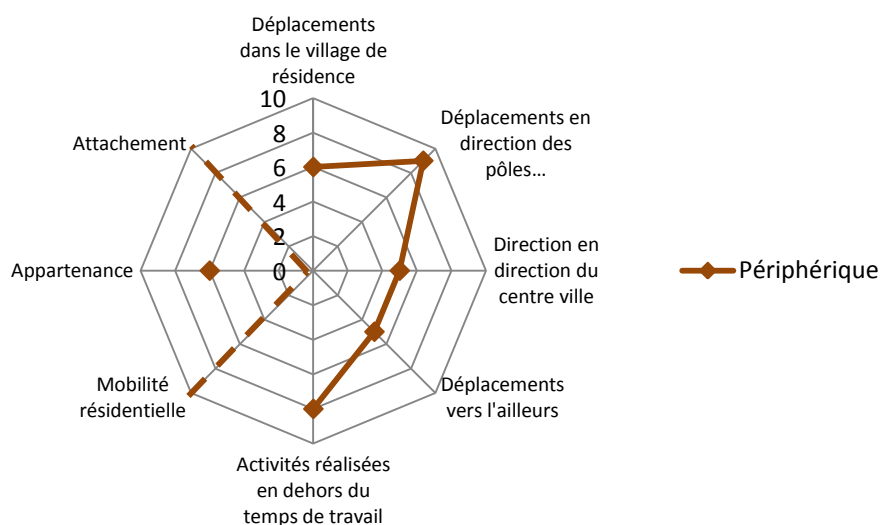 Déplacements
dans le village de
résidence
10
8
6
4
2
0
Déplacements en
direction des
pôles…
Direction en
direction du
centre ville
Déplacements
vers l'ailleurs
Activités réalisées
en dehors du
temps de travail
Mobilité
résidentielle
Appartenance
Attachement
Périphérique